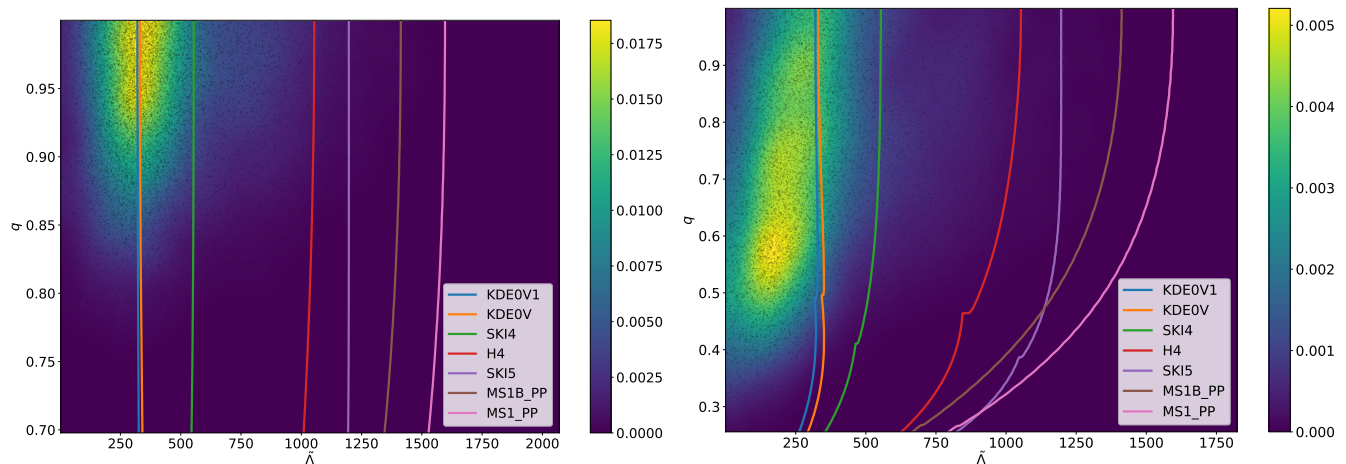 0.95
0.90
0.85
0.80
0.75
0.70
q
250
500
750
1000
1250
1500
1750
2000
Λ̃
KDE0V1
KDE0V
SKI4
H4
SKI5
MS1B_PP
MS1_PP
0.0175
0.0150
0.0125
0.0100
0.0075
0.0050
0.0025
0.0000
0.9
0.8
0.7
0.6
0.5
0.4
0.3
q
250
500
750
1000
1250
1500
1750
Λ̃
KDE0V1
KDE0V
SKI4
H4
SKI5
MS1B_PP
MS1_PP
0.005
0.004
0.003
0.002
0.001
0.000